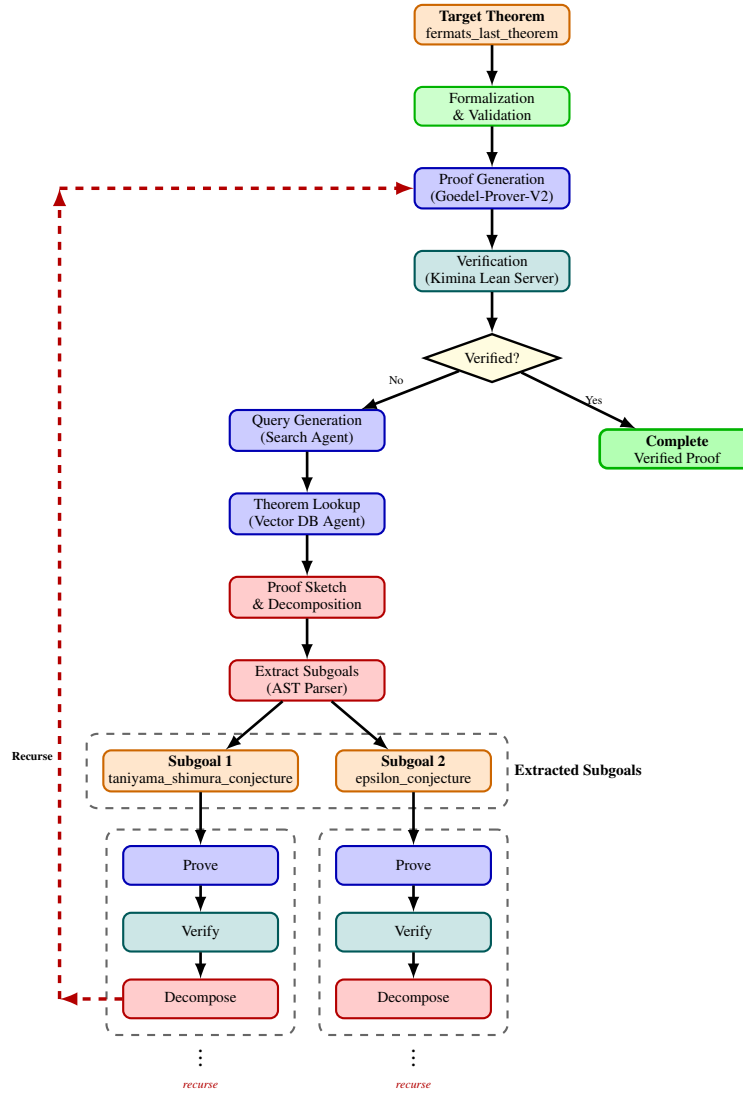 Target Theorem
fermats_last_theorem
Formalization
& Validation
Proof Generation
(Goedel-Prover-V2)
Verification
(Kimina Lean Server)
Verified?
No
Yes
Query Generation
(Search Agent)
Complete
Verified Proof
Theorem Lookup
(Vector DB Agent)
Proof Sketch
& Decomposition
Extract Subgoals
(AST Parser)
Recurse
Subgoal 1
taniyama_shimura_conjecture
Subgoal 2
epsilon_conjecture
Extracted Subgoals
Prove
Prove
Verify
Verify
Decompose
Decompose
⋮
⋮
recurse
recurse